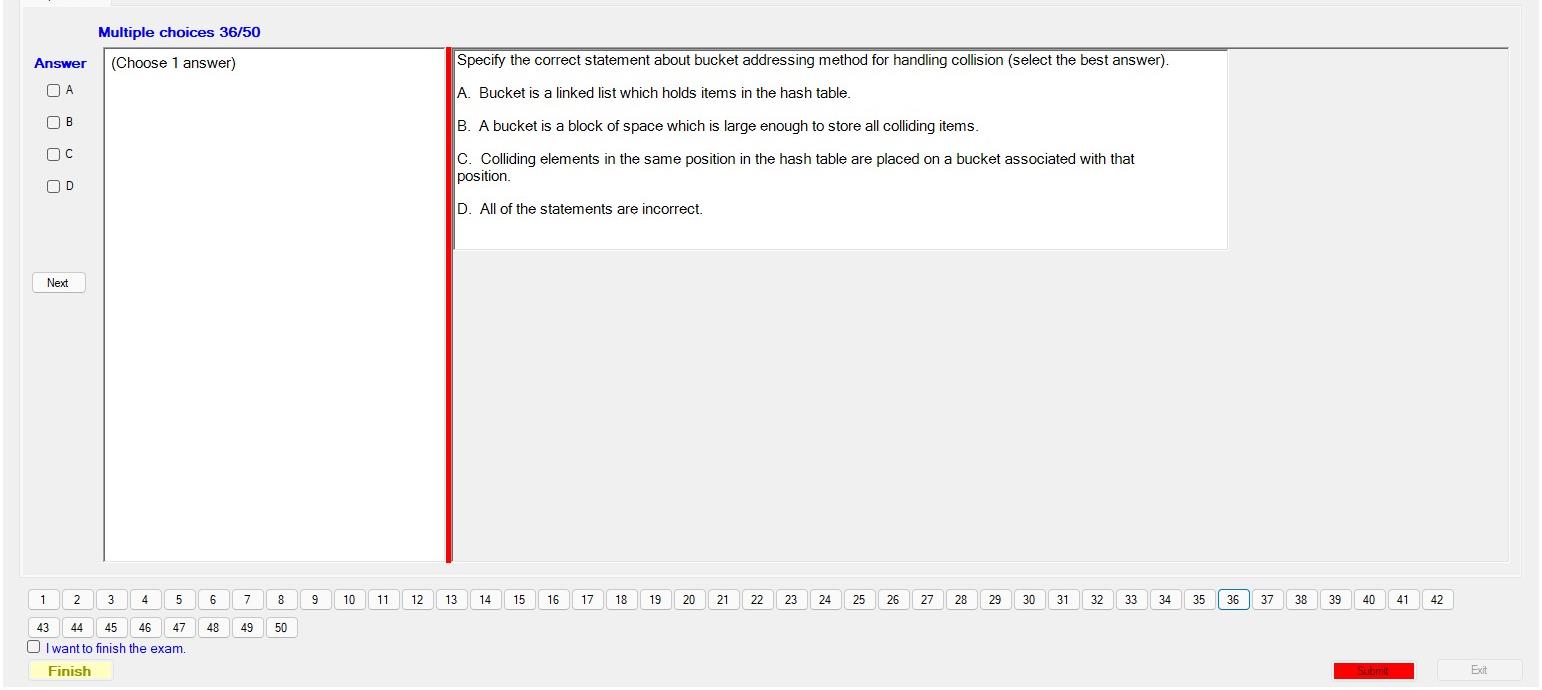 Multiple choices 36/50
Answer
(Choose 1 answer)
A
B
C
D
Next
Specify the correct statement about bucket addressing method for handling collision (select the best answer).
A. Bucket is a linked list which holds items in the hash table.
B. A bucket is a block of space which is large enough to store all colliding items.
C. Colliding elements in the same position in the hash table are placed on a bucket associated with that
position.
D. All of the statements are incorrect.
1 2 3 4 5 6 7 8 9 10 11 12 13 14 15 16 17 18 19 20 21 22 23 24 25 26 27 28 29 30 31 32 33 34 35 36 37 38 39 40 41 42
43 44 45 46 47 48 49 50
I want to finish the exam.
Finish
Submit
Exit